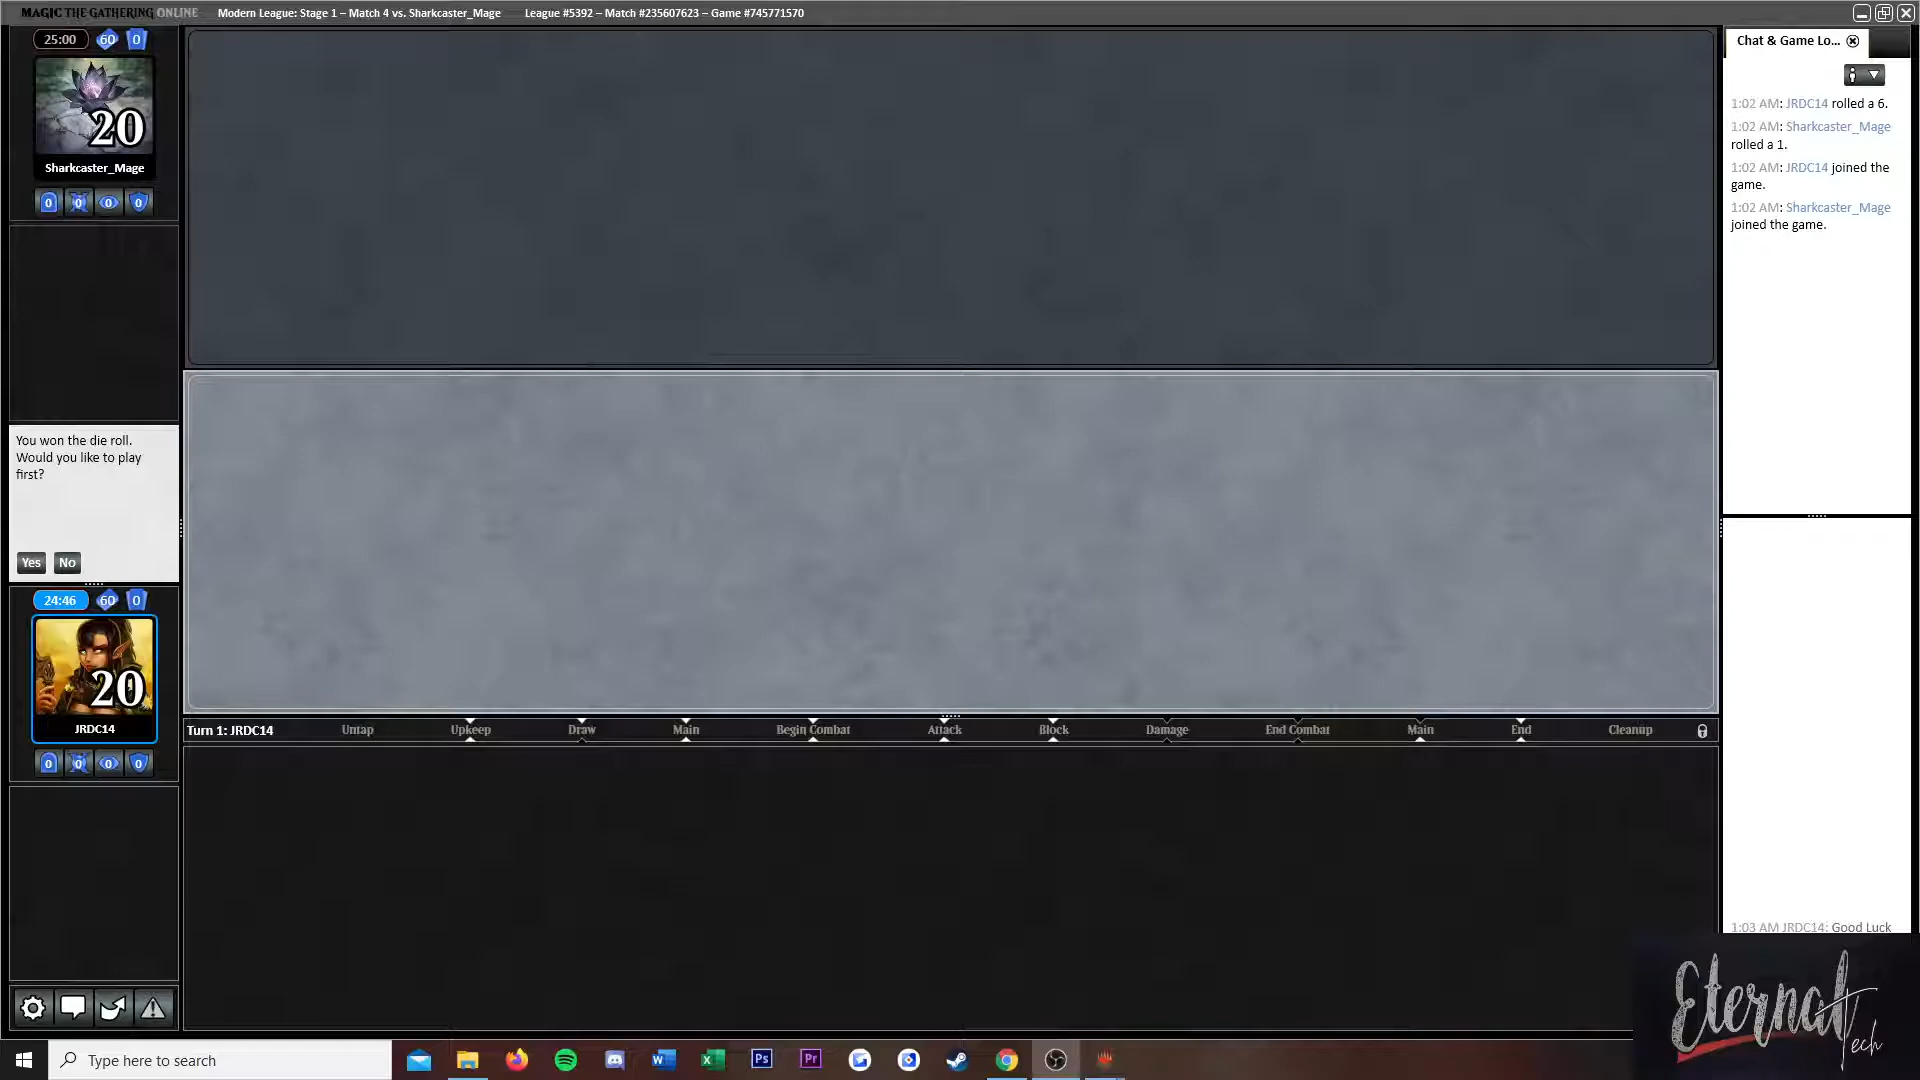 MAGIC THE GATHERING ONLINE
Modern League: Stage 1 – Match 4 vs. Sharkcaster_Mage
League #5392 – Match #235607623 – Game #745771570
25:00 60 0
20
Sharkcaster_Mage
0 0 0 0
You won the die roll.
Would you like to play
first?
Yes No
24:46 60 0
20
JRDC14
0 0 0 0
Turn 1: JRDC14 Untap Upkeep Draw Main Begin Combat Attack Block Damage End Combat Main End Cleanup
Chat & Game Lo...
1:02 AM: JRDC14 rolled a 6.
1:02 AM: Sharkcaster_Mage
rolled a 1.
1:02 AM: JRDC14 joined the
game.
1:02 AM: Sharkcaster_Mage
joined the game.
1:03 AM JRDC14: Good Luck
Eternal
Tech
Type here to search
W
X
Ps
Pr